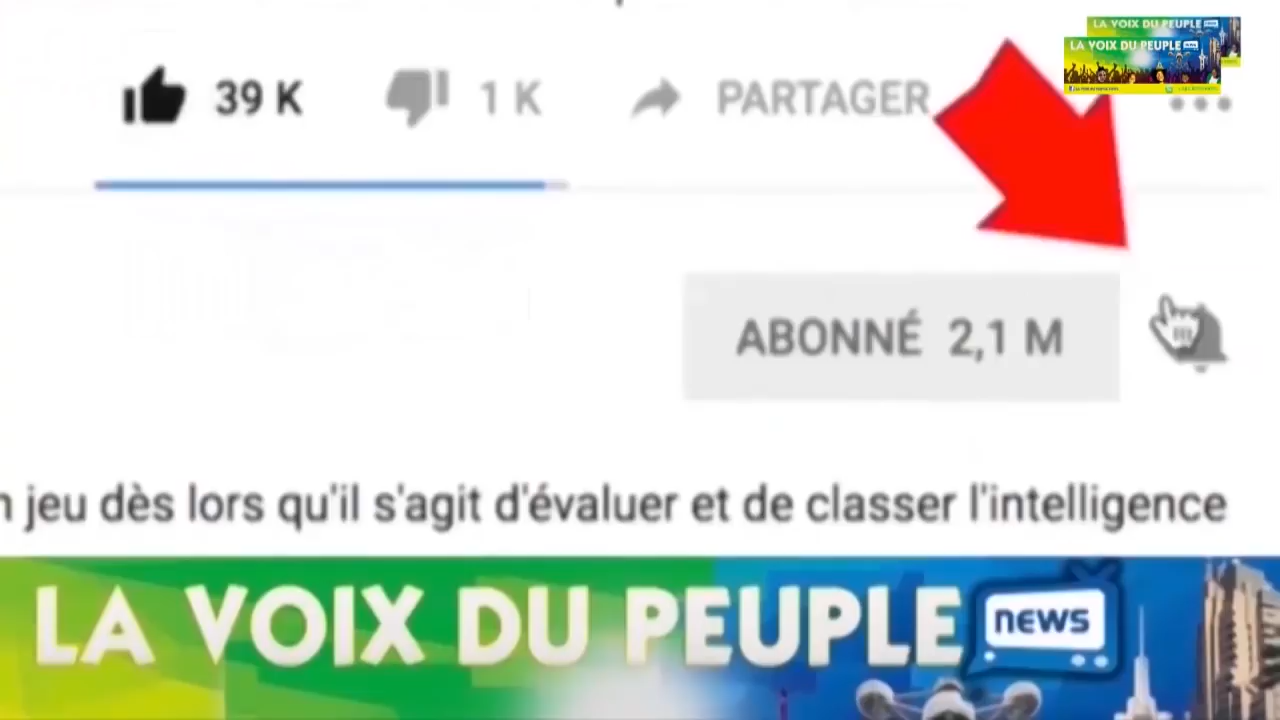 LA VOIX DU PEUPLE
LA VOIX DU PEUPLE
39 K 1 K PARTAGER
ABONNÉ 2,1 M
n jeu dès lors qu'il s'agit d'évaluer et de classer l'intelligence
LA VOIX DU PEUPLE NEWS